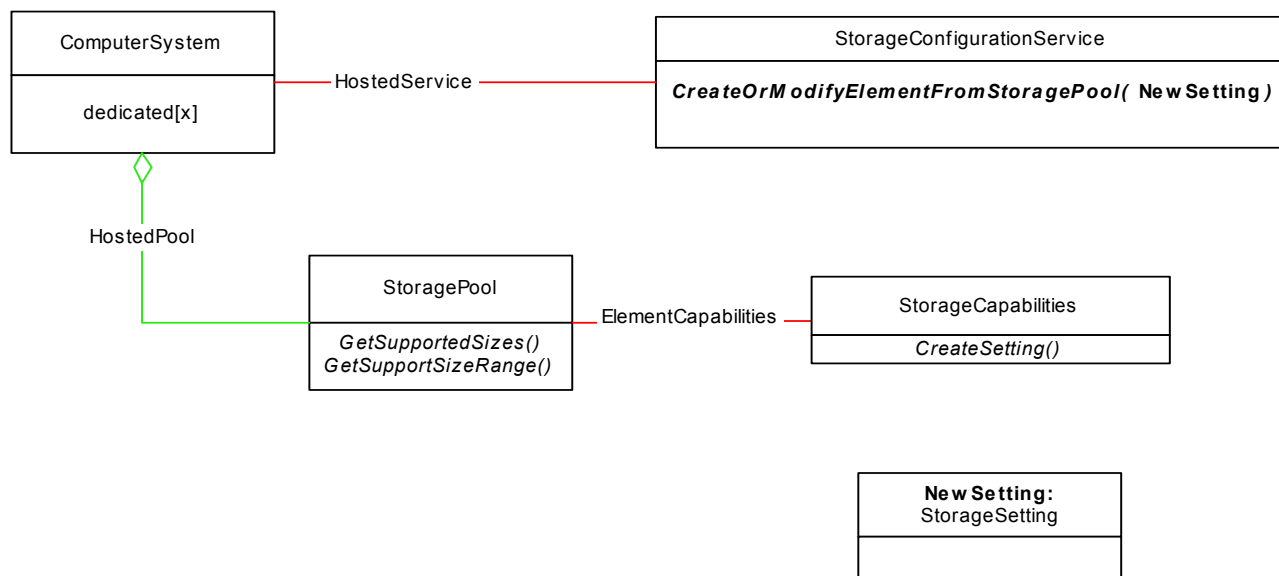 ComputerSystem
dedicated[x]
HostedService
StorageConfigurationService
CreateOrModifyElementFromStoragePool( NewSetting)
HostedPool
StoragePool
GetSupportedSizes()
GetSupportSizeRange()
ElementCapabilities
StorageCapabilities
CreateSetting()
NewSetting:
StorageSetting